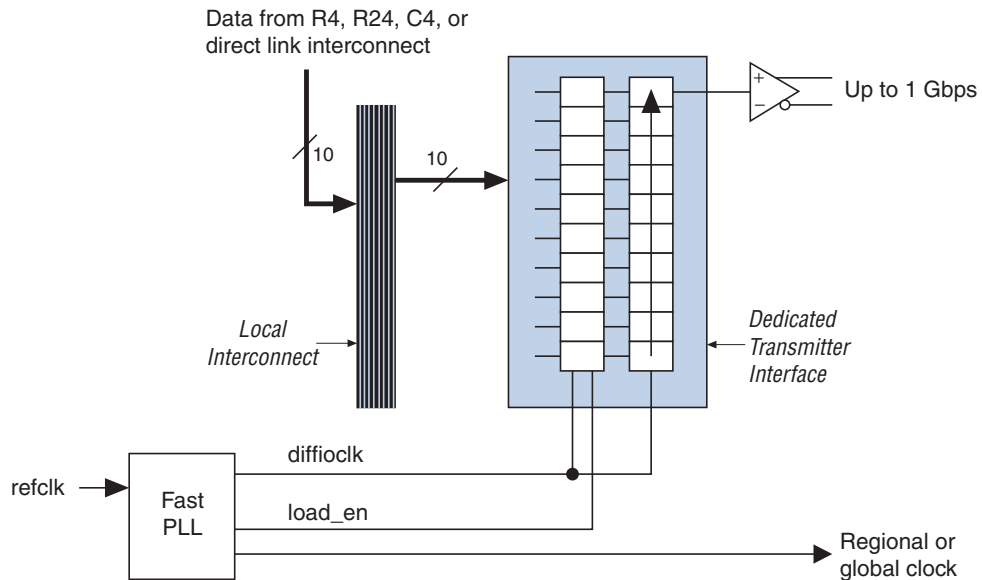 Data from R4, R24, C4, or
direct link interconnect
10
10
+
−
Up to 1 Gbps
Local
Interconnect
Dedicated
Transmitter
Interface
diffioclk
refclk
Fast
PLL
load_en
Regional or
global clock